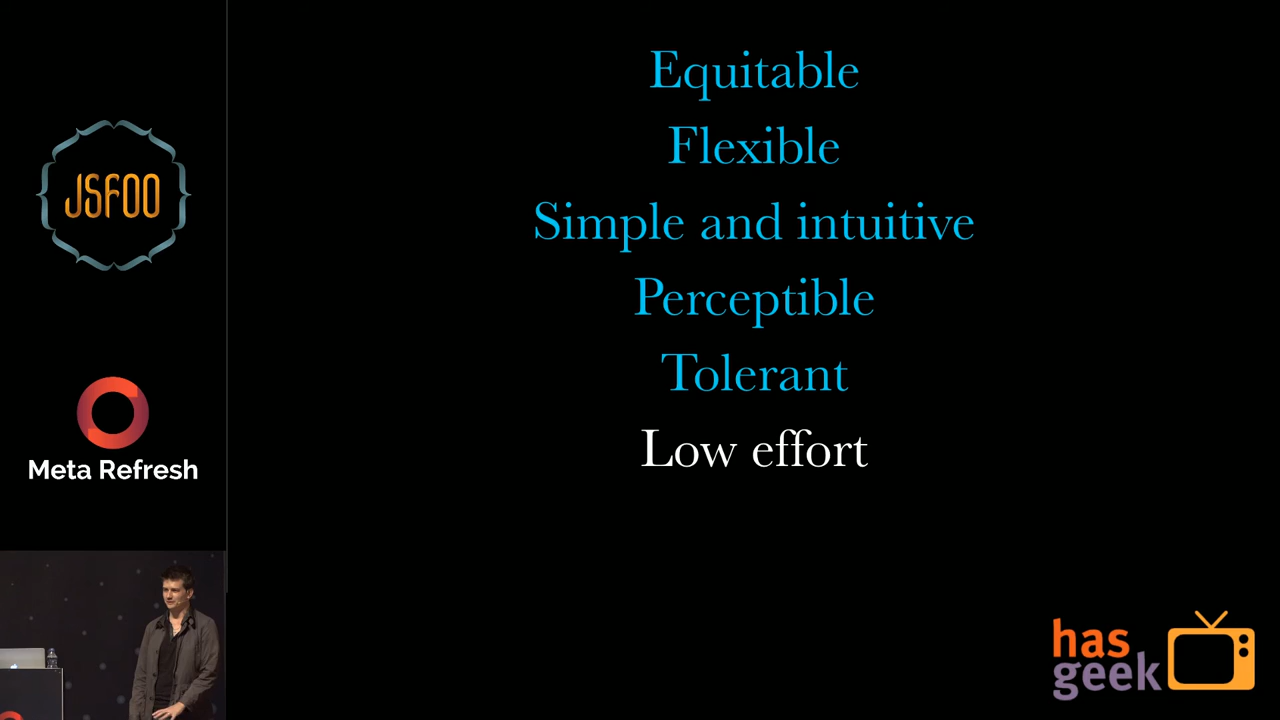 Equitable
Flexible
Simple and intuitive
Perceptible
Tolerant
Low effort
JSFOO
Meta Refresh
has
geek